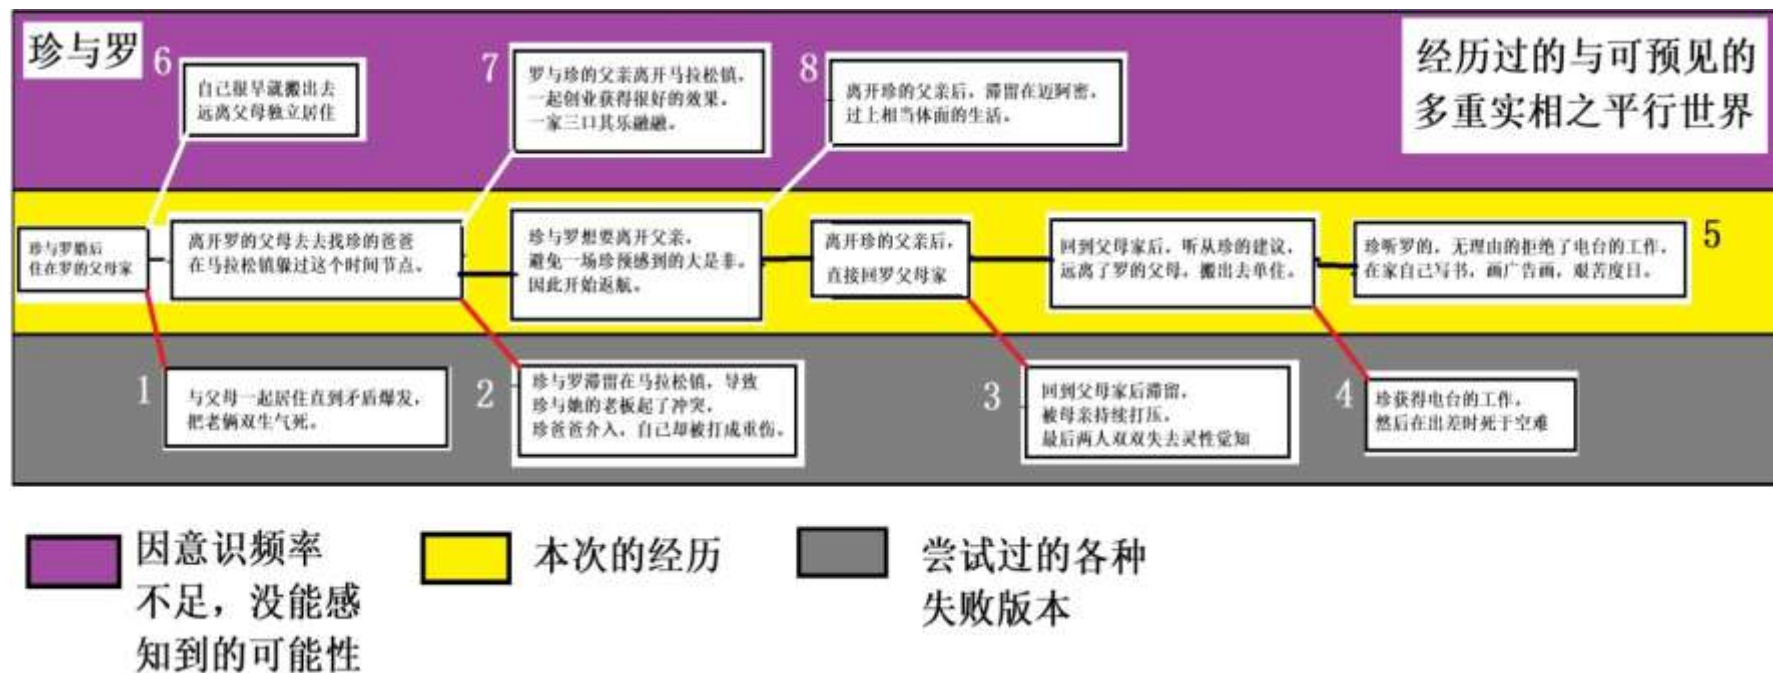 珍与罗
经历过的与可预见的
多重实相之平行世界
6
自己很早就搬出去
远离父母独立居住
7
罗与珍的父亲离开马拉松镇，
一起创业获得很好的效果。
一家三口其乐融融。
8
离开珍的父亲后，滞留在迈阿密，
过上相当体面的生活。
珍与罗婚后
住在罗的父母家
离开罗的父母去去找珍的爸爸
在马拉松镇躲过这个时间节点。
珍与罗想要离开父亲，
避免一场珍预感到的大是非。
因此开始返航。
离开珍的父亲后，
直接回罗父母家
回到父母家后，听从珍的建议，
远离了罗的父母，搬出去单住。
珍听罗的，无理由的拒绝了电台的工作，
在家自己写书，画广告画，艰苦度日。
5
1
与父母一起居住直到矛盾爆发，
把老俩双生气死。
2
珍与罗滞留在马拉松镇，导致
珍与她的老板起了冲突，
珍爸爸介入，自己却被打成重伤。
3
回到父母家后滞留，
被母亲持续打压，
最后两人双双失去灵性觉知
4
珍获得电台的工作，
然后在出差时死于空难
因意识频率
不足，没能感
知到的可能性
本次的经历
尝试过的各种
失败版本